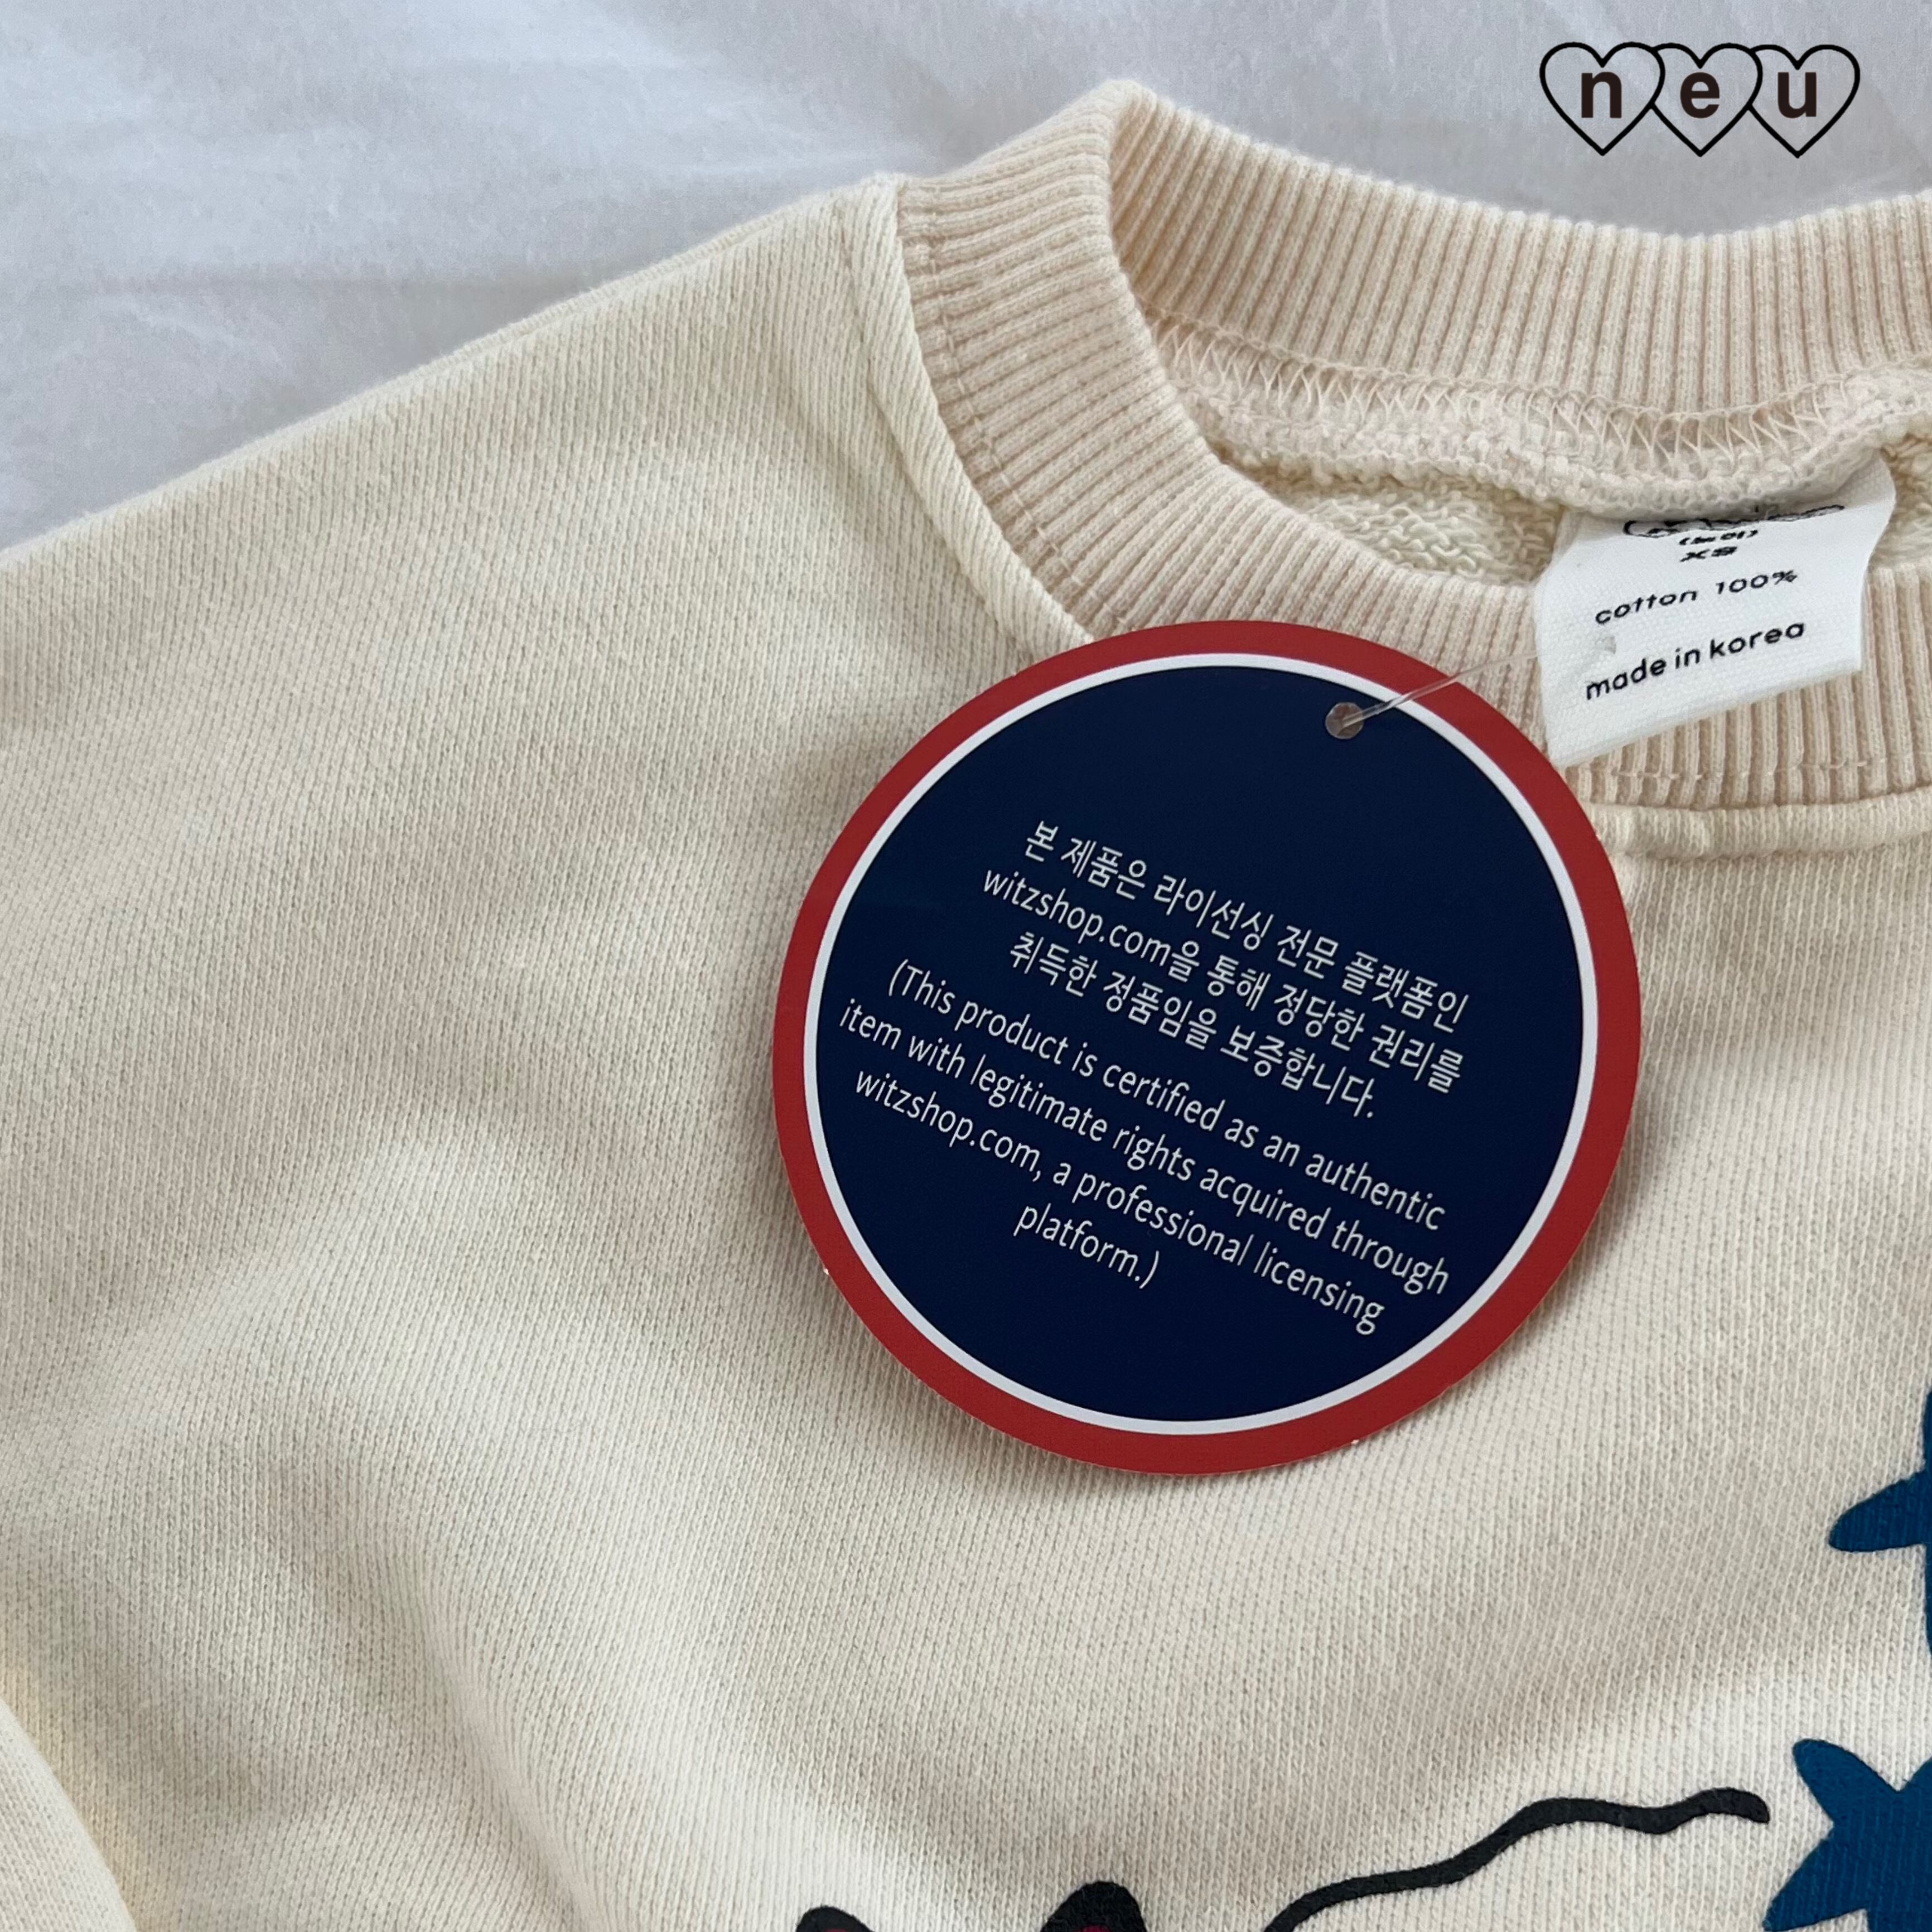 neu
(뉴이)
XS
cotton 100%
made in korea
본 제품은 라이선싱 전문 플랫폼인
witzshop.com을 통해 정당한 권리를
취득한 정품임을 보증합니다.
(This product is certified as an authentic
item with legitimate rights acquired through
witzshop.com, a professional licensing
platform.)